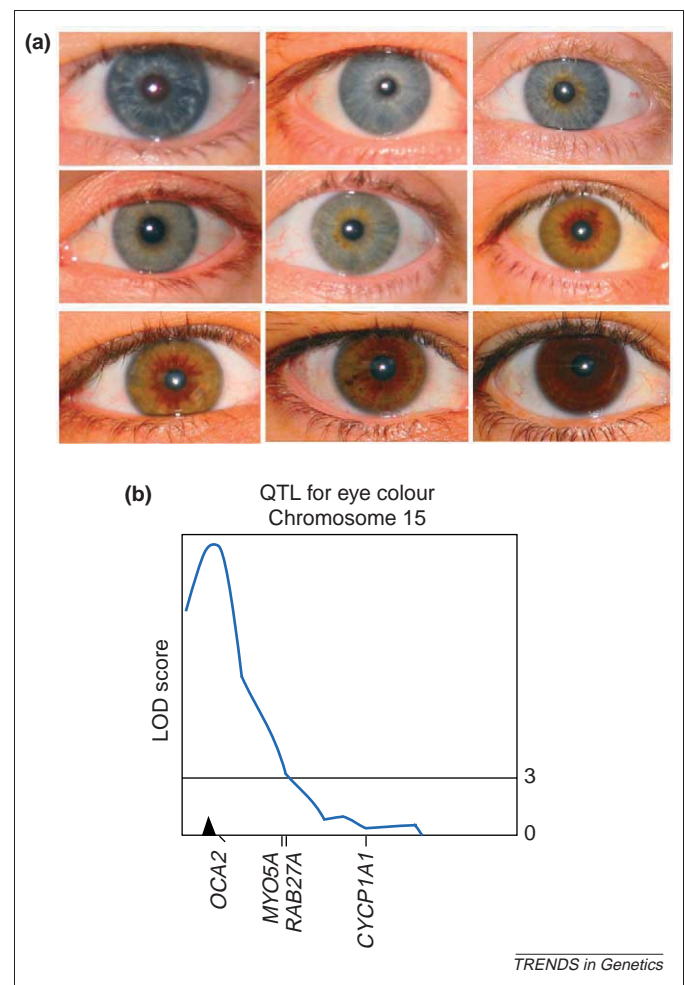 (a)
(b)
QTL for eye colour
Chromosome 15
LOD score
3
0
OCA2
MYO5A
RAB27A
CYCP1A1
TRENDS in Genetics